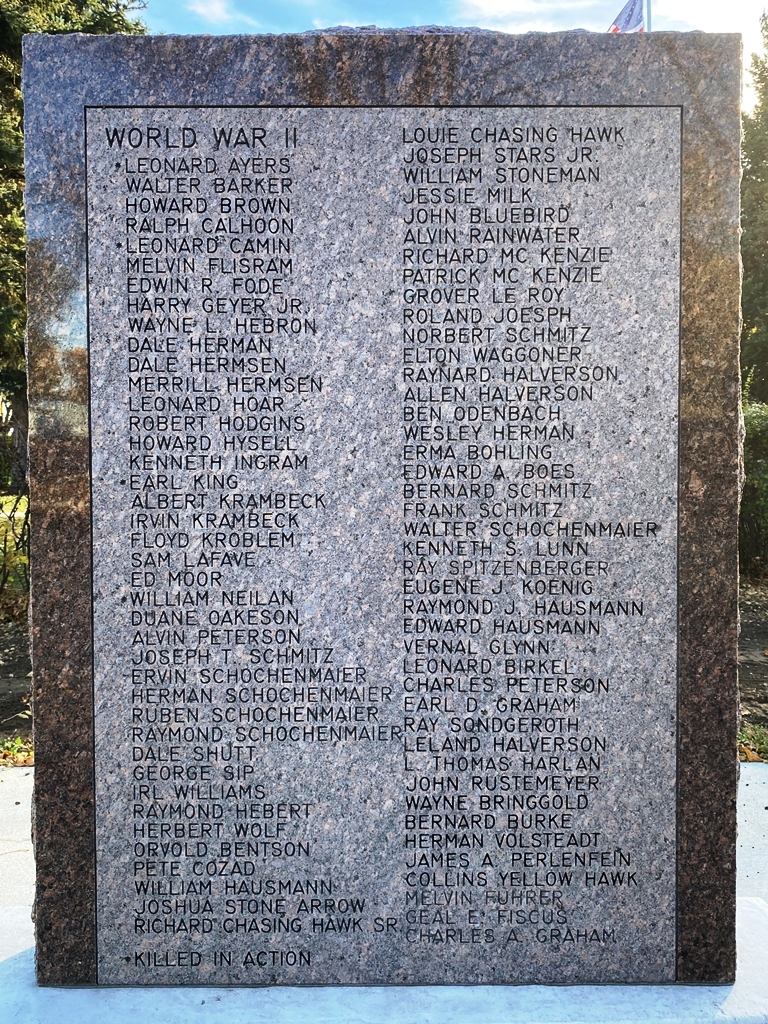 WORLD WAR II
*LEONARD AYERS
WALTER BARKER
HOWARD BROWN
RALPH CALHOON
*LEONARD CAMIN
MELVIN FLISRAM
EDWIN R. FODE
HARRY GEYER JR.
WAYNE L. HEBRON
DALE HERMAN
DALE HERMSEN
MERRILL HERMSEN
LEONARD HOAR
ROBERT HODGINS
HOWARD HYSELL
KENNETH INGRAM
*EARL KING
ALBERT KRAMBECK
IRVIN KRAMBECK
FLOYD KROBLEM
SAM LAFAVE
ED MOOR
*WILLIAM NEILAN
DUANE OAKESON
ALVIN PETERSON
JOSEPH T. SCHMITZ
ERVIN SCHOCHENMAIER
HERMAN SCHOCHENMAIER
RUBEN SCHOCHENMAIER
RAYMOND SCHOCHENMAIER
DALE SHUTT
GEORGE SIP
IRL WILLIAMS
RAYMOND HEBERT
HERBERT WOLF
ORVOLD BENTSON
PETE COZAD
WILLIAM HAUSMANN
JOSHUA STONE ARROW
RICHARD CHASING HAWK SR.
*KILLED IN ACTION
LOUIE CHASING HAWK
JOSEPH STARS JR.
WILLIAM STONEMAN
JESSIE MILK
JOHN BLUEBIRD
ALVIN RAINWATER
RICHARD MC KENZIE
PATRICK MC KENZIE
GROVER LE ROY
ROLAND JOESPH
NORBERT SCHMITZ
ELTON WAGGONER
RAYNARD HALVERSON
ALLEN HALVERSON
BEN ODENBACH
WESLEY HERMAN
ERMA BOHLING
EDWARD A. BOES
BERNARD SCHMITZ
FRANK SCHMITZ
WALTER SCHOCHENMAIER
KENNETH S. LUNN
RAY SPITZENBERGER
EUGENE J. KOENIG
RAYMOND J. HAUSMANN
EDWARD HAUSMANN
VERNAL GLYNN
LEONARD BIRKEL
CHARLES PETERSON
EARL D. GRAHAM
RAY SONDGEROTH
LELAND HALVERSON
L. THOMAS HARLAN
JOHN RUSTEMEYER
WAYNE BRINGGOLD
BERNARD BURKE
HERMAN VOLSTEADT
JAMES A. PERLENFEIN
COLLINS YELLOW HAWK
MELVIN FUHRER
GEAL E. FISCUS
CHARLES A. GRAHAM